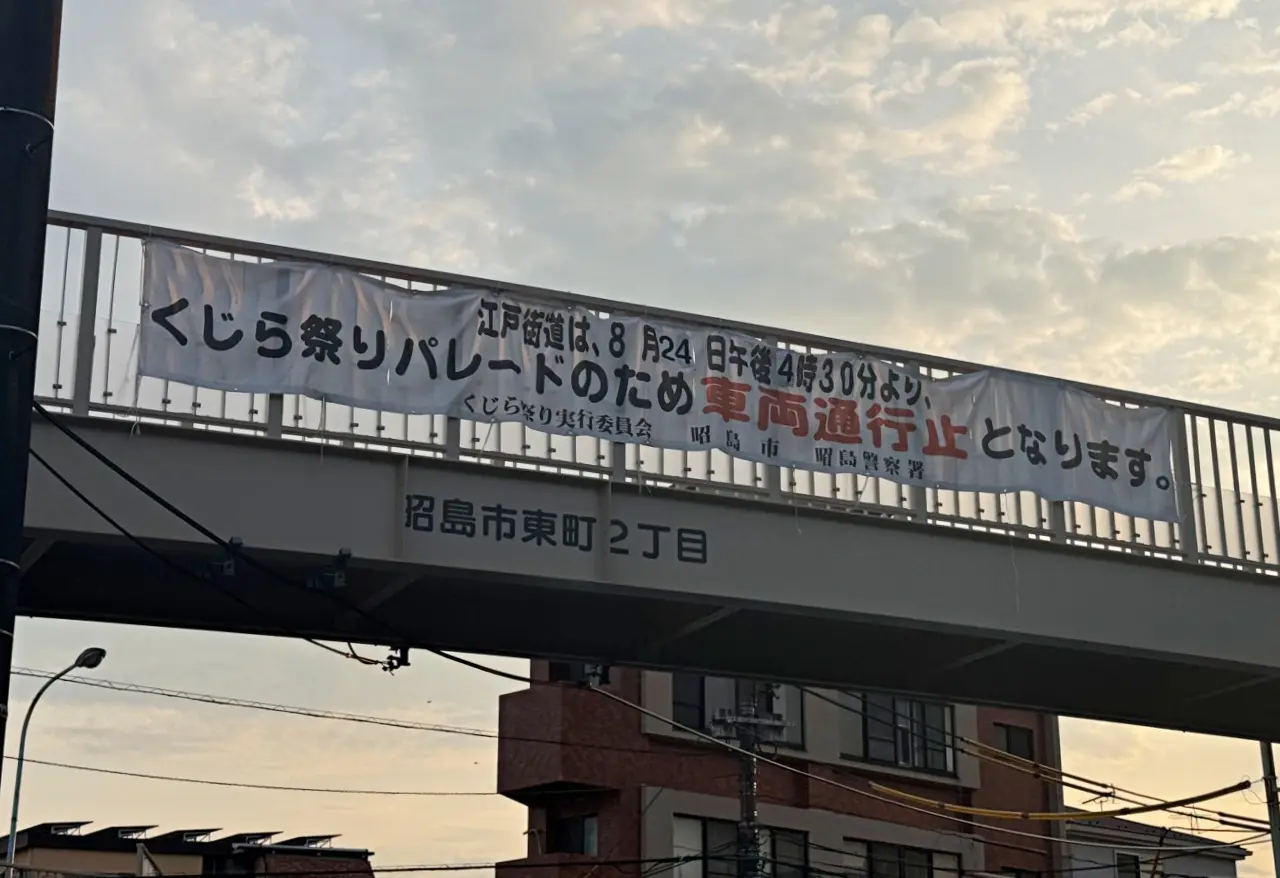 江戸街道は、8月24日午後4時30分より、
くじら祭りパレードのため車両通行止となります。
くじら祭り実行委員会 昭島市 昭島警察署
昭島市東町2丁目